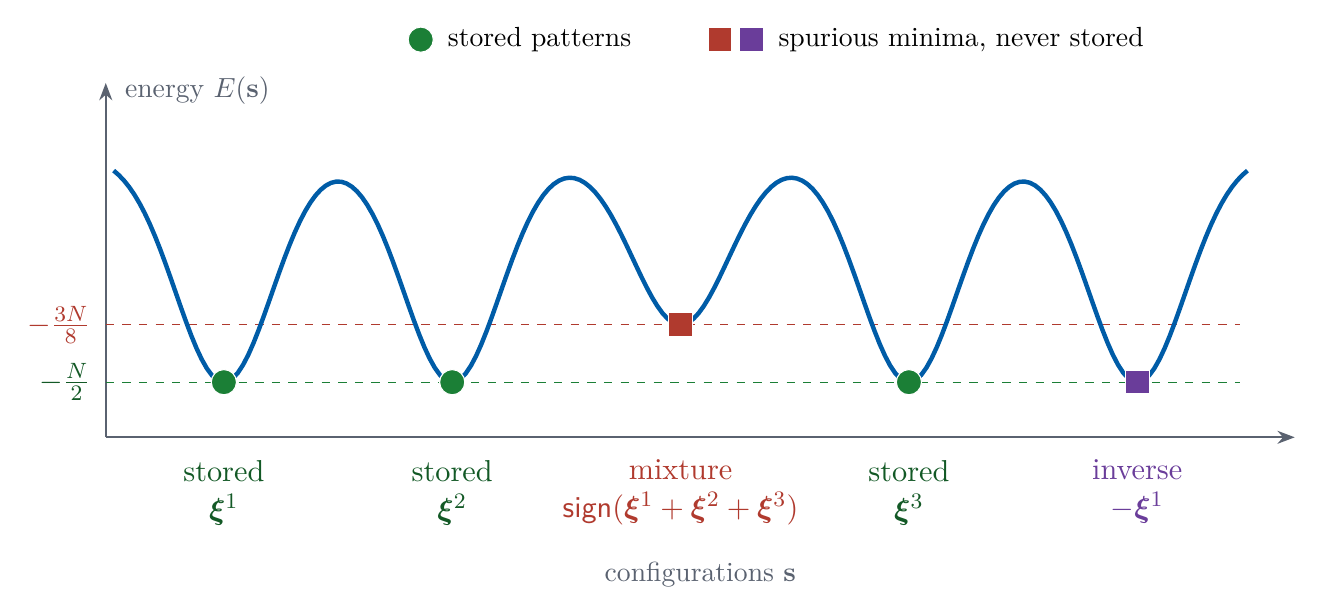 stored patterns
spurious minima, never stored
energy E(s)
−3N/8
−N/2
stored
ξ¹
stored
ξ²
mixture
sign(ξ¹ + ξ² + ξ³)
stored
ξ³
inverse
−ξ¹
configurations s